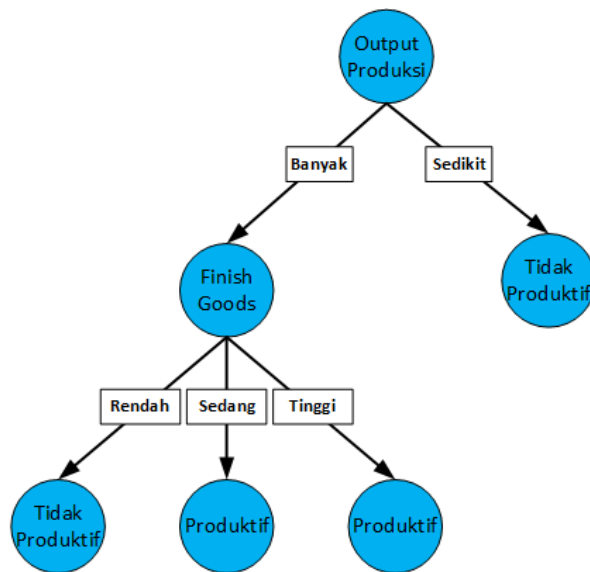 Output
Produksi
Banyak
Sedikit
Finish
Goods
Tidak
Produktif
Rendah
Sedang
Tinggi
Tidak
Produktif
Produktif
Produktif